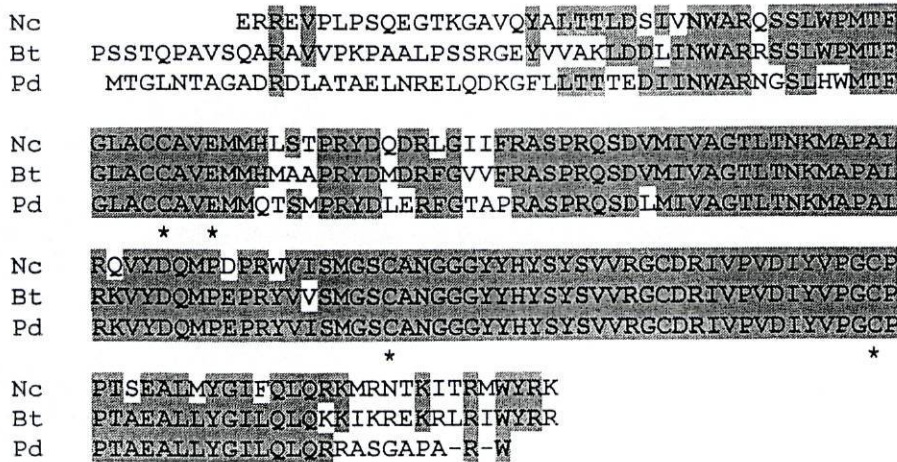 Nc ERREVPLPSQEGTKGAVQYALTTLDSIVNWARQSSLWPMTF
Bt PSSTQPAVSQARAVVPKPAALPSSRGEYVVAKLDDLINWARRSSLWPMTF
Pd MTGLNTAGADRDLATAELNRELQDKGFLLTTTEDIINWARNGSLHWMTF
Nc GLACCAVEMMHLSTPRYDQDRLGIIFRASPRQSDVMIVAGTLTNKMAPAL
Bt GLACCAVEMMHMAAPRYDMDRFGVVFRASPRQSDVMIVAGTLTNKMAPAL
Pd GLACCAVEMMQTSMPRYDLERFGTAPRASPRQSDLMIVAGTLTNKMAPAL
* *
Nc RQVYDQMPDPRWVISMGSCANGGGYYHYSYSVVRGCDRIVPVDIYVPGCP
Bt RKVYDQMPEPRYVVSMGSCANGGGYYHYSYSVVRGCDRIVPVDIYVPGCP
Pd RKVYDQMPEPRYVISMGSCANGGGYYHYSYSVVRGCDRIVPVDIYVPGCP
* *
Nc PTSEALMYGIFQLQRKMRNTKITRMWYRK
Bt PTAEALLYGILQLQKKIKREKRLRIWYRR
Pd PTAEALLYGILQLQRRASGAPA-R-W